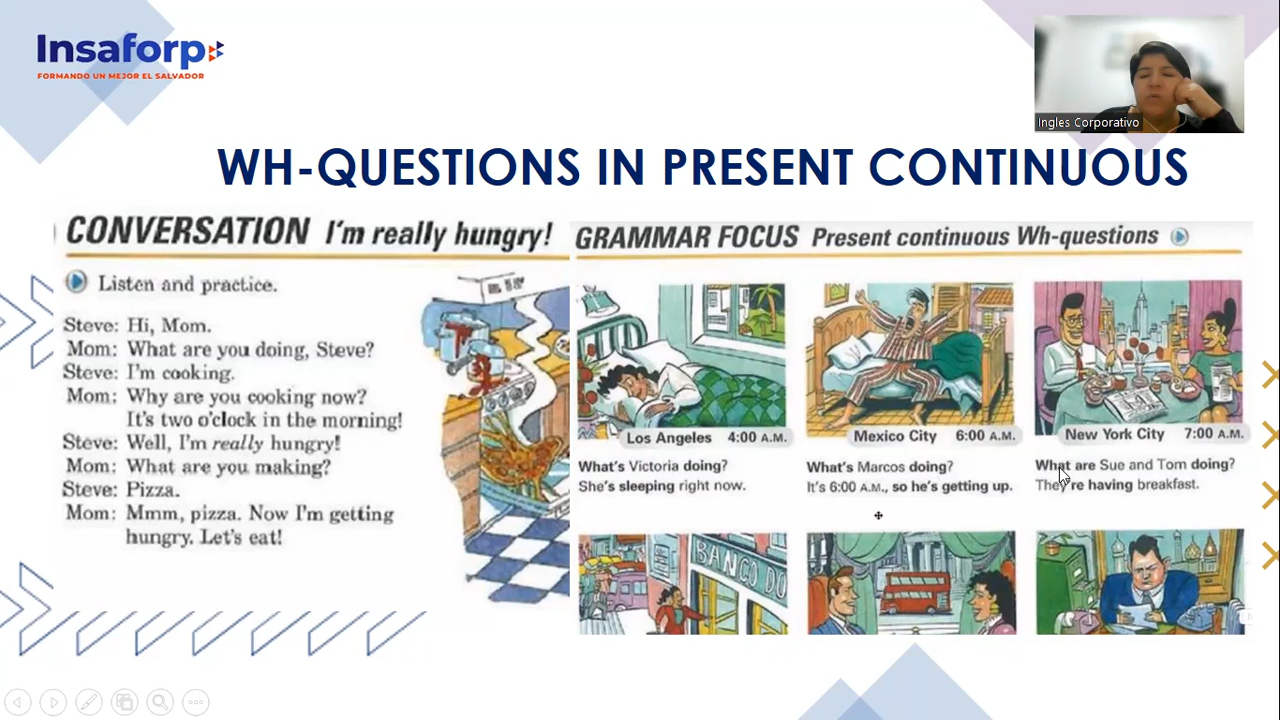 Insaforp
FORMANDO UN MEJOR EL SALVADOR
Ingles Corporativo
WH-QUESTIONS IN PRESENT CONTINUOUS
CONVERSATION I'm really hungry!
Listen and practice.
Steve: Hi, Mom.
Mom: What are you doing, Steve?
Steve: I'm cooking.
Mom: Why are you cooking now?
It's two o'clock in the morning!
Steve: Well, I'm really hungry!
Mom: What are you making?
Steve: Pizza.
Mom: Mmm, pizza. Now I'm getting
hungry. Let's eat!
GRAMMAR FOCUS Present continuous Wh-questions
Los Angeles 4:00 A.M.
What's Victoria doing?
She's sleeping right now.
Mexico City 6:00 A.M.
What's Marcos doing?
It's 6:00 A.M., so he's getting up.
New York City 7:00 A.M.
What are Sue and Tom doing?
They're having breakfast.
BANCO DO